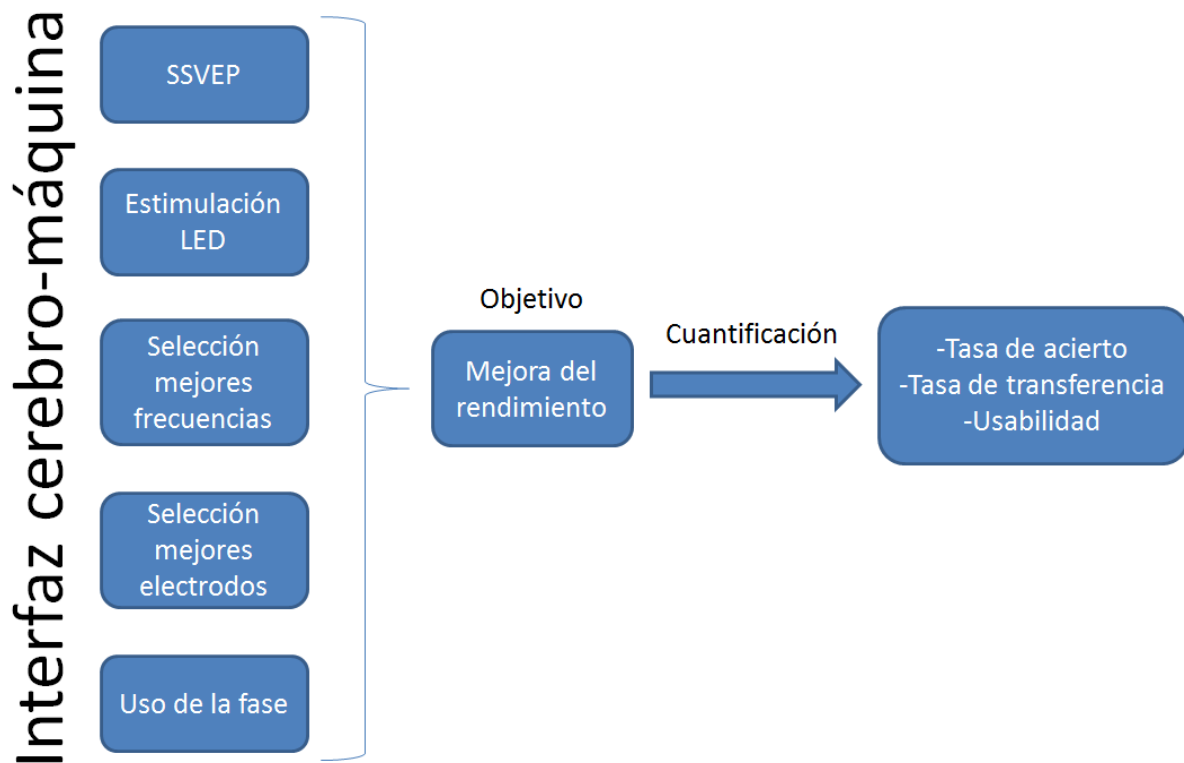 Interfaz cerebro-máquina
SSVEP
Estimulación
LED
Selección
mejores
frecuencias
Selección
mejores
electrodos
Uso de la fase
Objetivo
Mejora del
rendimiento
Cuantificación
-Tasa de acierto
-Tasa de transferencia
-Usabilidad